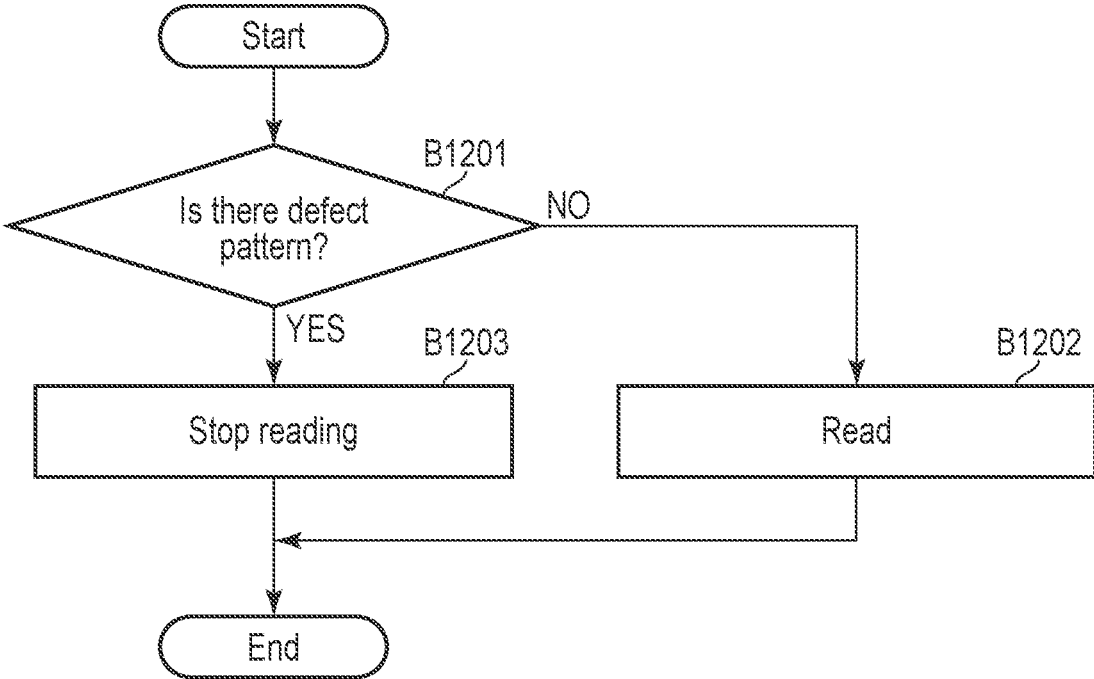 Start
B1201
Is there defect
pattern?
NO
YES
B1203
B1202
Stop reading
Read
End